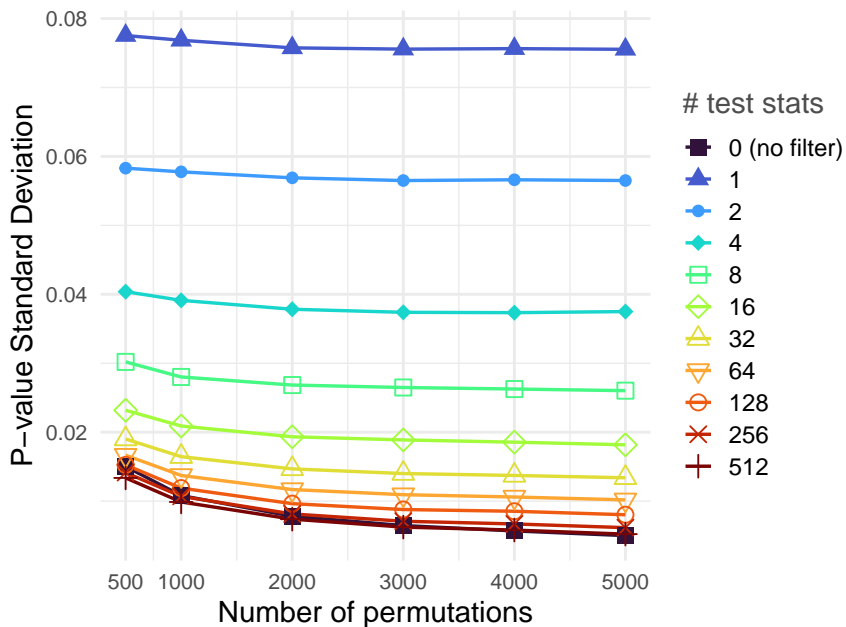 0.08
0.06
0.04
0.02
P−value Standard Deviation
500 1000 2000 3000 4000 5000
Number of permutations
# test stats
0 (no filter)
1
2
4
8
16
32
64
128
256
512